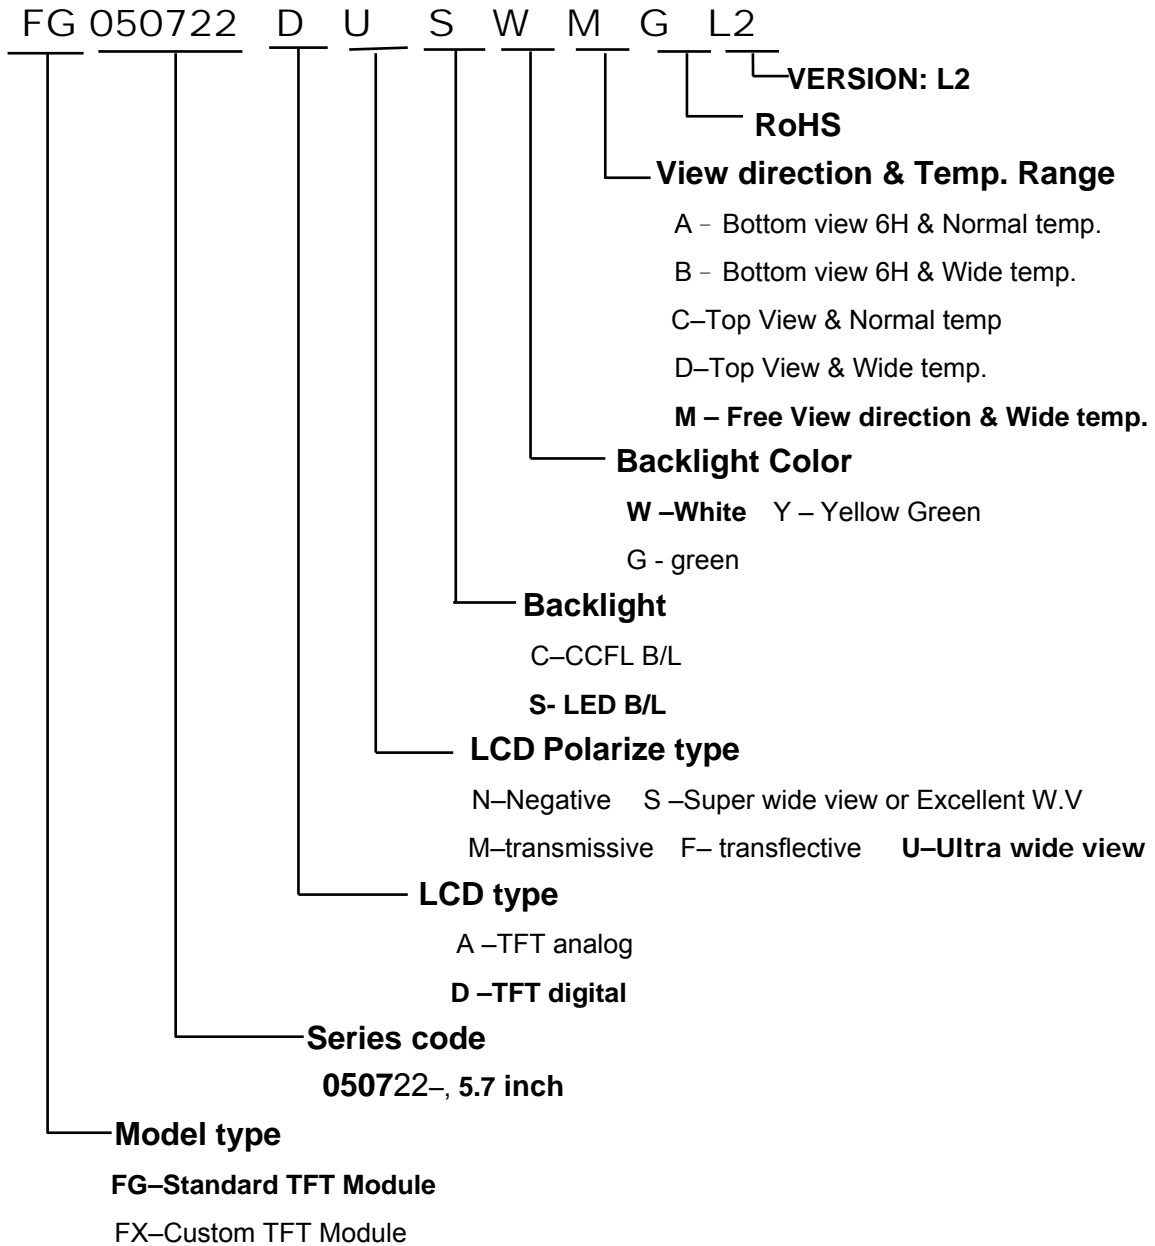 FG 050722 D U S W M G L2
VERSION: L2
RoHS
View direction & Temp. Range
A – Bottom view 6H & Normal temp.
B – Bottom view 6H & Wide temp.
C–Top View & Normal temp
D–Top View & Wide temp.
M – Free View direction & Wide temp.
Backlight Color
W –White Y – Yellow Green
G - green
Backlight
C–CCFL B/L
S- LED B/L
LCD Polarize type
N–Negative S –Super wide view or Excellent W.V
M–transmissive F– transflective U–Ultra wide view
LCD type
A –TFT analog
D –TFT digital
Series code
050722–, 5.7 inch
Model type
FG–Standard TFT Module
FX–Custom TFT Module